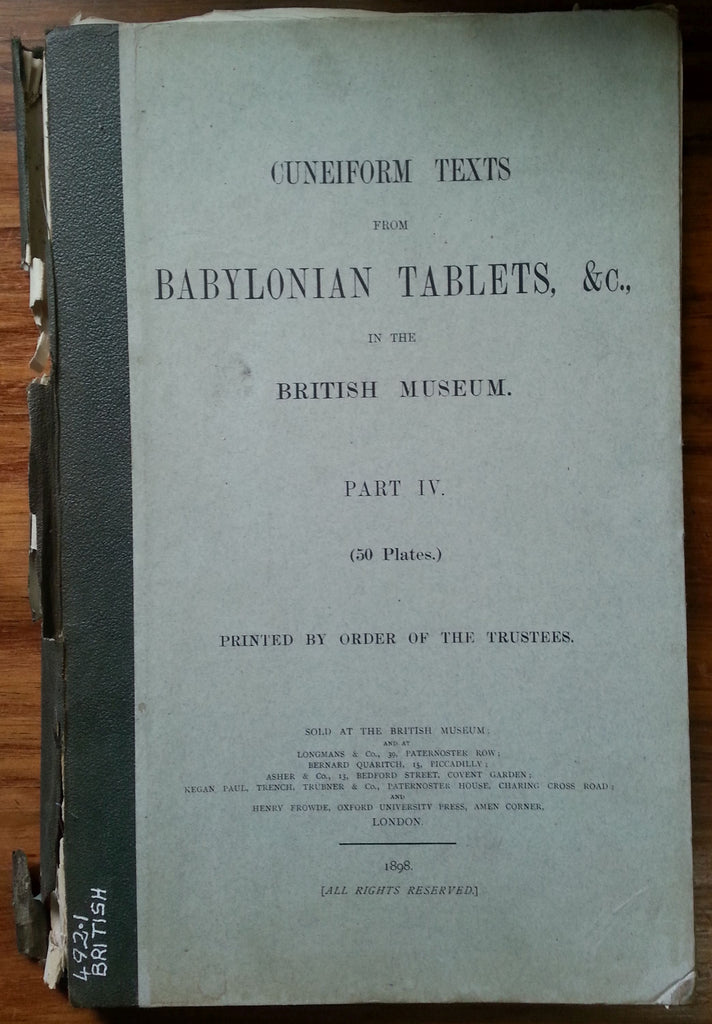 CUNEIFORM TEXTS
FROM
BABYLONIAN TABLETS, &C.,
IN THE
BRITISH MUSEUM.
PART IV.
(50 Plates.)
PRINTED BY ORDER OF THE TRUSTEES.
SOLD AT THE BRITISH MUSEUM;
AND AT
LONGMANS & Co., 39, PATERNOSTER ROW;
BERNARD QUARITCH, 15, PICCADILLY;
ASHER & Co., 13, BEDFORD STREET, COVENT GARDEN;
KEGAN PAUL, TRENCH, TRUBNER & Co., PATERNOSTER HOUSE, CHARING CROSS ROAD;
AND
HENRY FROWDE, OXFORD UNIVERSITY PRESS, AMEN CORNER,
LONDON.
1898.
[ALL RIGHTS RESERVED.]
492.1
BRITISH